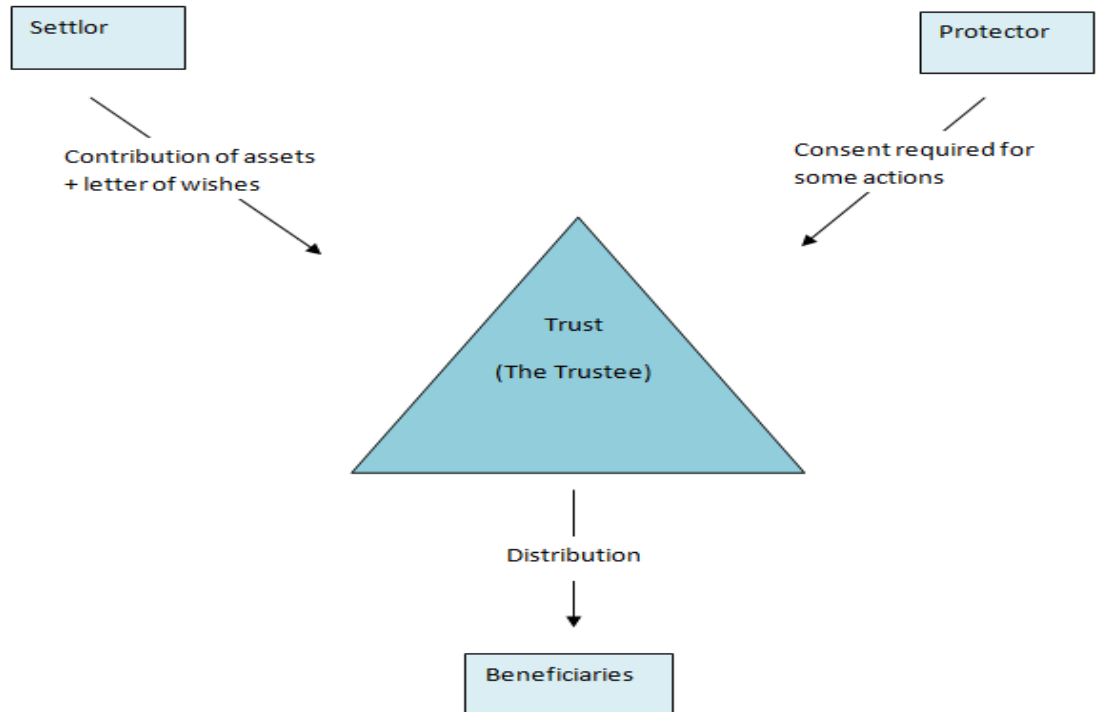 Settlor
Protector
Contribution of assets
+ letter of wishes
Consent required for
some actions
Trust
(The Trustee)
Distribution
Beneficiaries